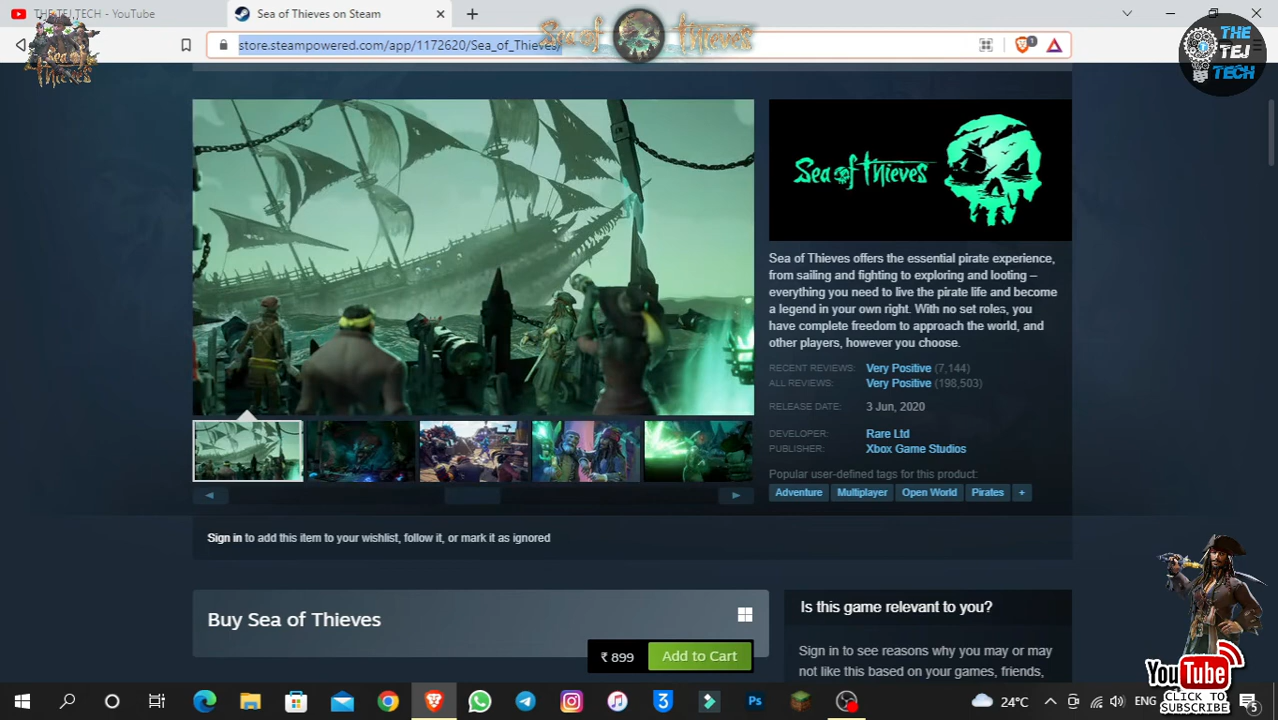 THE TEJ TECH - YouTube
Sea of Thieves on Steam
Sea of Thieves
THE
TEJ
TECH
Sea of Thieves
store.steampowered.com/app/1172620/Sea_of_Thieves/
1
Sea of Thieves
Sea of Thieves offers the essential pirate experience,
from sailing and fighting to exploring and looting –
everything you need to live the pirate life and become
a legend in your own right. With no set roles, you
have complete freedom to approach the world, and
other players, however you choose.
RECENT REVIEWS: Very Positive (7,144)
ALL REVIEWS: Very Positive (198,503)
RELEASE DATE: 3 Jun, 2020
DEVELOPER: Rare Ltd
PUBLISHER: Xbox Game Studios
Popular user-defined tags for this product:
Adventure Multiplayer Open World Pirates +
Sign in to add this item to your wishlist, follow it, or mark it as ignored
Buy Sea of Thieves
₹ 899 Add to Cart
Is this game relevant to you?
Sign in to see reasons why you may or
may not like this based on your games, friends,
YouTube
CLICK TO
SUBSCRIBE
3
Ps
24°C
ENG
5